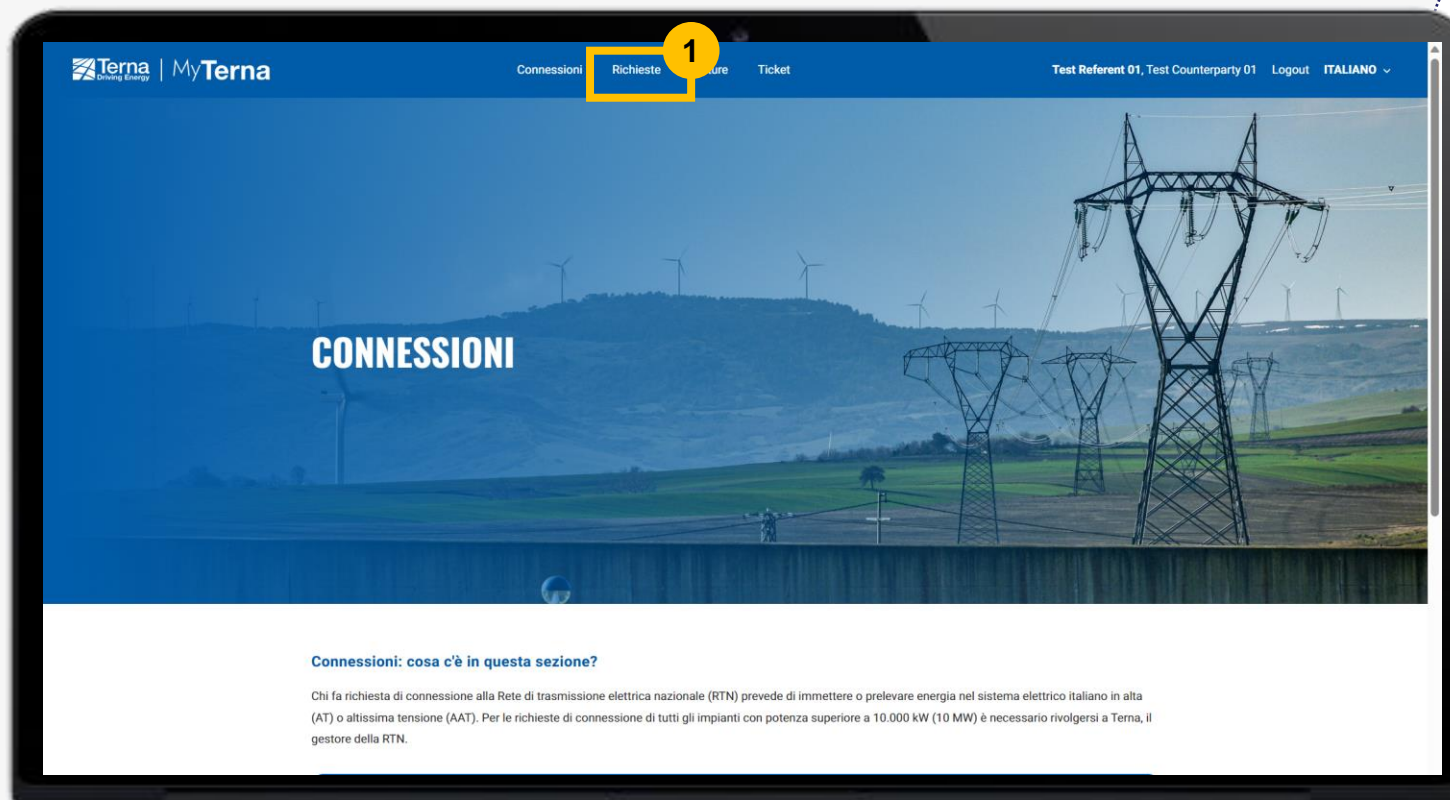 Terna
Driving Energy
MyTerna
Connessioni Richieste Ticket
1
Test Referent 01, Test Counterparty 01 Logout ITALIANO
CONNESSIONI
Connessioni: cosa c'è in questa sezione?
Chi fa richiesta di connessione alla Rete di trasmissione elettrica nazionale (RTN) prevede di immettere o prelevare energia nel sistema elettrico italiano in alta
(AT) o altissima tensione (AAT). Per le richieste di connessione di tutti gli impianti con potenza superiore a 10.000 kW (10 MW) è necessario rivolgersi a Terna, il
gestore della RTN.